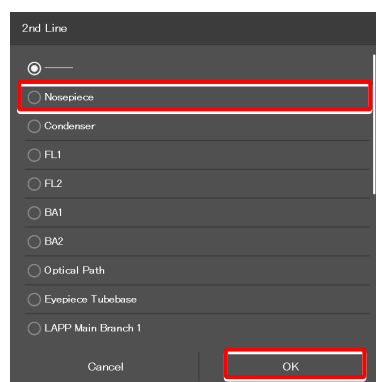 2nd Line
——
Nosepiece
Condenser
FL1
FL2
BA1
BA2
Optical Path
Eyepiece Tubebase
LAPP Main Branch 1
Cancel
OK